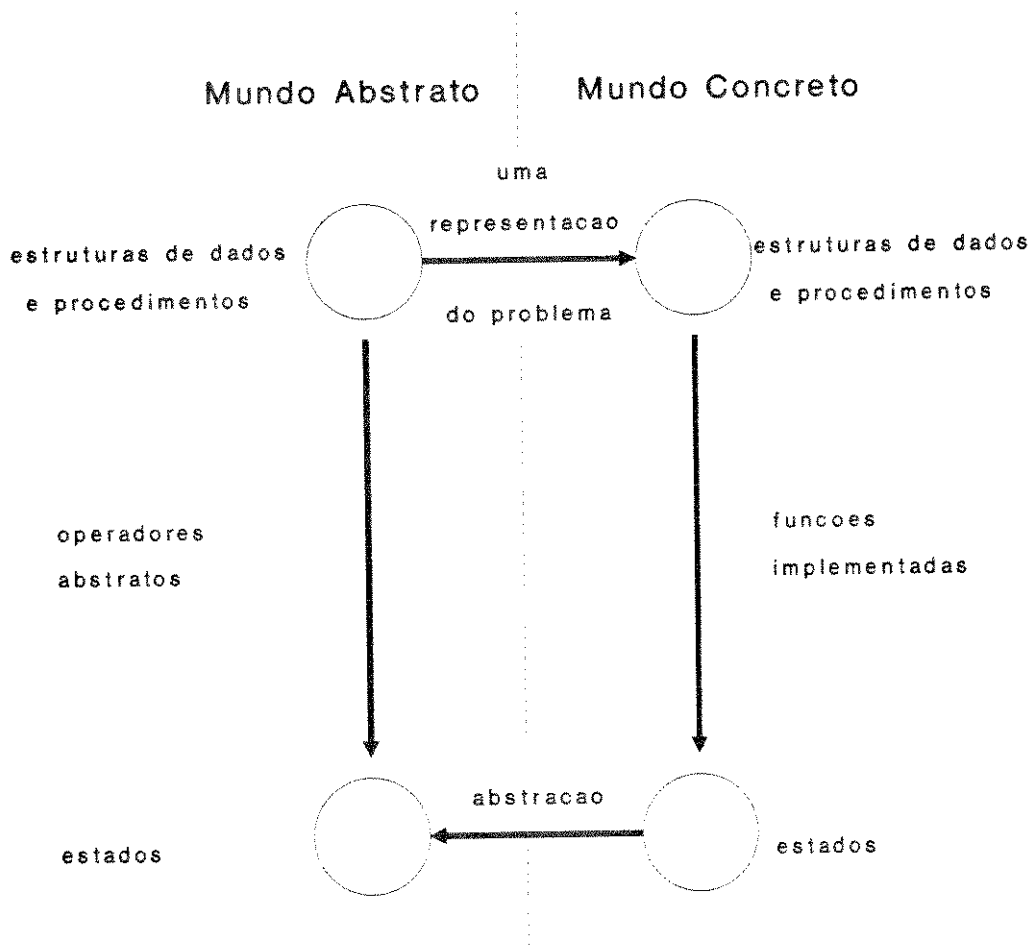 Mundo Abstrato
Mundo Concreto
uma
representacao
do problema
estruturas de dados
e procedimentos
estruturas de dados
e procedimentos
operadores
abstratos
funcoes
implementadas
abstracao
estados
estados